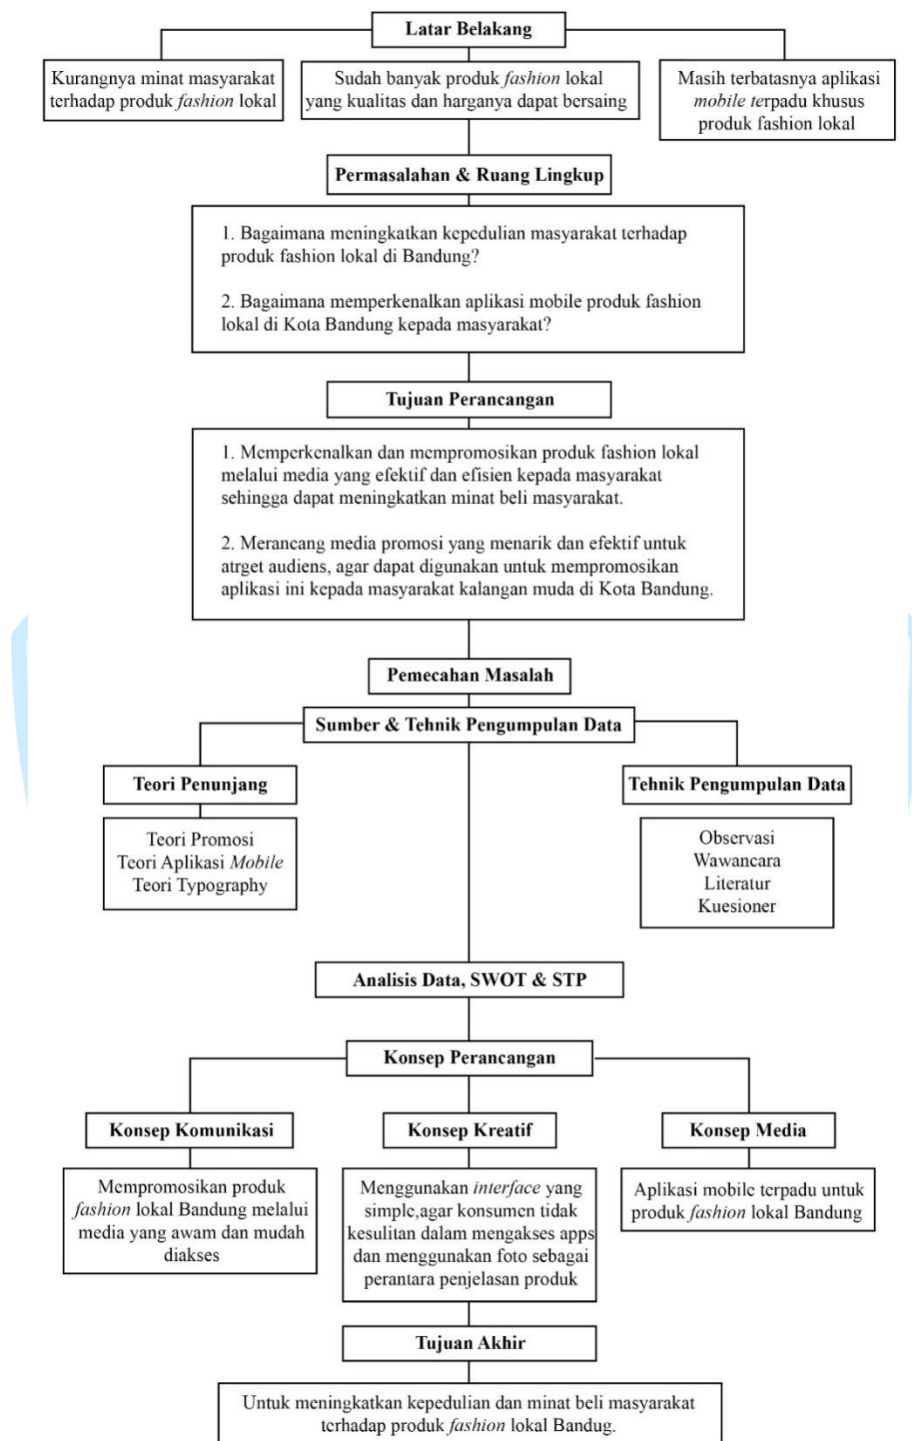 Latar Belakang
Kurangnya minat masyarakat
terhadap produk fashion lokal
Sudah banyak produk fashion lokal
yang kualitas dan harganya dapat bersaing
Masih terbatasnya aplikasi
mobile terpadu khusus
produk fashion lokal
Permasalahan & Ruang Lingkup
1. Bagaimana meningkatkan kepedulian masyarakat terhadap
produk fashion lokal di Bandung?
2. Bagaimana memperkenalkan aplikasi mobile produk fashion
lokal di Kota Bandung kepada masyarakat?
Tujuan Perancangan
1. Memperkenalkan dan mempromosikan produk fashion lokal
melalui media yang efektif dan efisien kepada masyarakat
sehingga dapat meningkatkan minat beli masyarakat.
2. Merancang media promosi yang menarik dan efektif untuk
atrget audiens, agar dapat digunakan untuk mempromosikan
aplikasi ini kepada masyarakat kalangan muda di Kota Bandung.
Pemecahan Masalah
Sumber & Tehnik Pengumpulan Data
Teori Penunjang
Teori Promosi
Teori Aplikasi Mobile
Teori Typography
Tehnik Pengumpulan Data
Observasi
Wawancara
Literatur
Kuesioner
Analisis Data, SWOT & STP
Konsep Perancangan
Konsep Komunikasi
Mempromosikan produk
fashion lokal Bandung melalui
media yang awam dan mudah
diakses
Konsep Kreatif
Menggunakan interface yang
simple,agar konsumen tidak
kesulitan dalam mengakses apps
dan menggunakan foto sebagai
perantara penjelasan produk
Konsep Media
Aplikasi mobile terpadu untuk
produk fashion lokal Bandung
Tujuan Akhir
Untuk meningkatkan kepedulian dan minat beli masyarakat
terhadap produk fashion lokal Bandug.